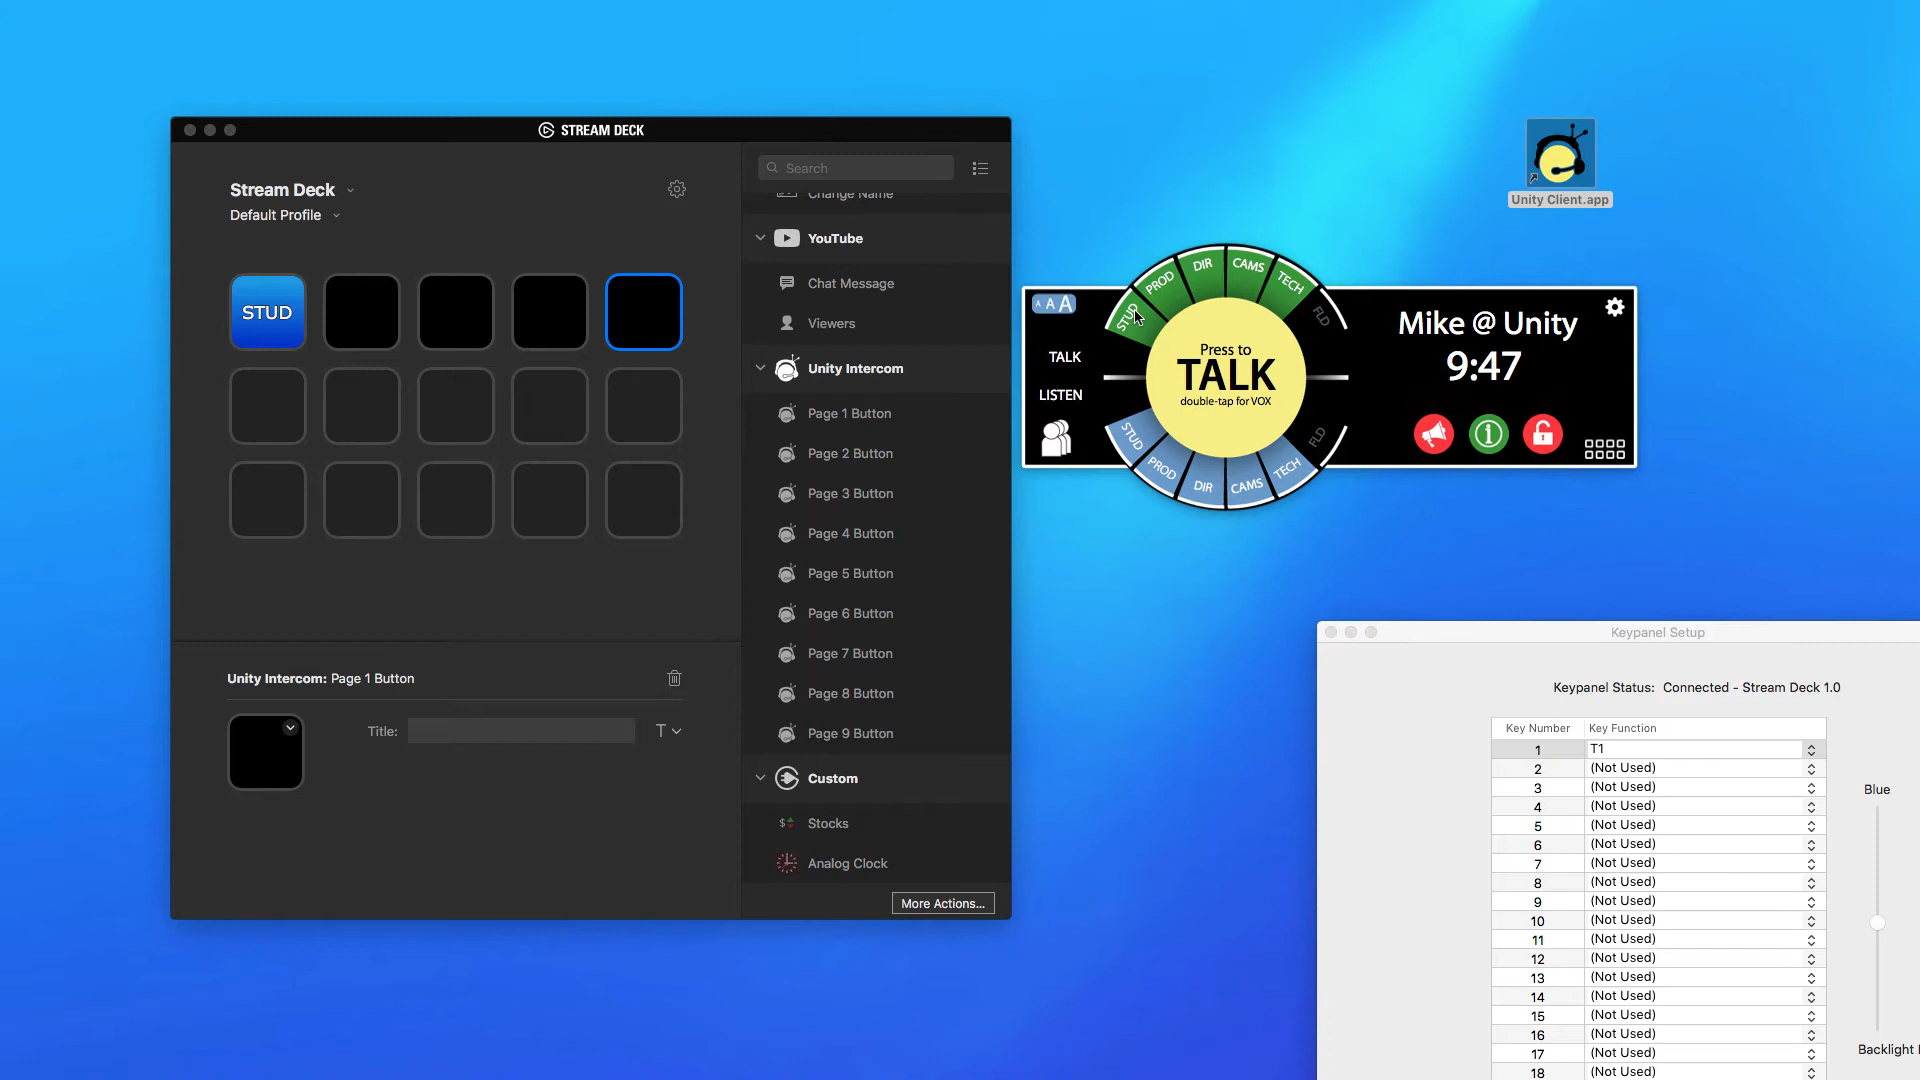 STREAM DECK
Stream Deck
Default Profile
STUD
Unity Intercom: Page 1 Button
Title:
T
Search
Change Name
YouTube
Chat Message
Viewers
Unity Intercom
Page 1 Button
Page 2 Button
Page 3 Button
Page 4 Button
Page 5 Button
Page 6 Button
Page 7 Button
Page 8 Button
Page 9 Button
Custom
Stocks
Analog Clock
More Actions...
Unity Client.app
A A A
TALK
LISTEN
STUD
PROD
DIR
CAMS
TECH
FLD
Press to
TALK
double-tap for VOX
STUD
PROD
DIR
CAMS
TECH
FLD
Mike @ Unity
9:47
Keypanel Setup
Keypanel Status: Connected - Stream Deck 1.0
Key Number Key Function
1 T1
2 (Not Used)
3 (Not Used)
4 (Not Used)
5 (Not Used)
6 (Not Used)
7 (Not Used)
8 (Not Used)
9 (Not Used)
10 (Not Used)
11 (Not Used)
12 (Not Used)
13 (Not Used)
14 (Not Used)
15 (Not Used)
16 (Not Used)
17 (Not Used)
18 (Not Used)
Blue
Backlight